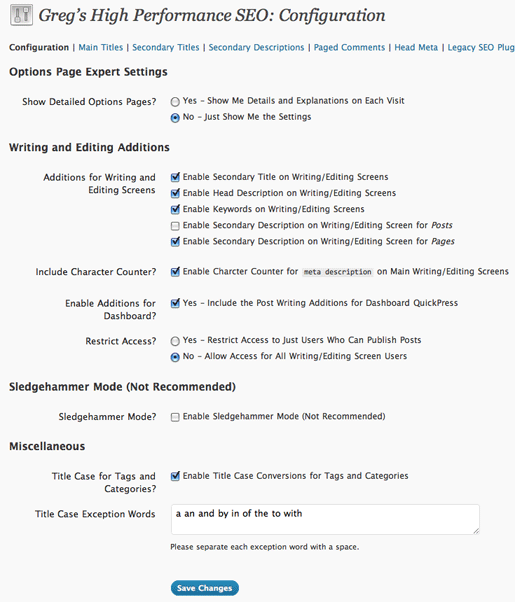 Greg's High Performance SEO: Configuration
Configuration | Main Titles | Secondary Titles | Secondary Descriptions | Paged Comments | Head Meta | Legacy SEO Plug
Options Page Expert Settings
Show Detailed Options Pages?
Yes – Show Me Details and Explanations on Each Visit
No – Just Show Me the Settings
Writing and Editing Additions
Additions for Writing and
Editing Screens
Enable Secondary Title on Writing/Editing Screens
Enable Head Description on Writing/Editing Screens
Enable Keywords on Writing/Editing Screens
Enable Secondary Description on Writing/Editing Screen for Posts
Enable Secondary Description on Writing/Editing Screen for Pages
Include Character Counter?
Enable Charcter Counter for meta description on Main Writing/Editing Screens
Enable Additions for
Dashboard?
Yes – Include the Post Writing Additions for Dashboard QuickPress
Restrict Access?
Yes – Restrict Access to Just Users Who Can Publish Posts
No – Allow Access for All Writing/Editing Screen Users
Sledgehammer Mode (Not Recommended)
Sledgehammer Mode?
Enable Sledgehammer Mode (Not Recommended)
Miscellaneous
Title Case for Tags and
Categories?
Enable Title Case Conversions for Tags and Categories
Title Case Exception Words
a an and by in of the to with
Please separate each exception word with a space.
Save Changes